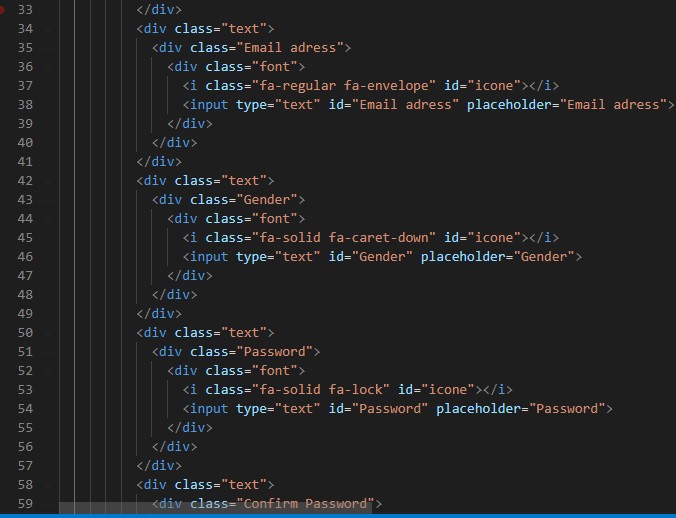 33 </div>
34 <div class="text">
35 <div class="Email adress">
36 <div class="font">
37 <i class="fa-regular fa-envelope" id="icone"></i>
38 <input type="text" id="Email adress" placeholder="Email adress">
39 </div>
40 </div>
41 </div>
42 <div class="text">
43 <div class="Gender">
44 <div class="font">
45 <i class="fa-solid fa-caret-down" id="icone"></i>
46 <input type="text" id="Gender" placeholder="Gender">
47 </div>
48 </div>
49 </div>
50 <div class="text">
51 <div class="Password">
52 <div class="font">
53 <i class="fa-solid fa-lock" id="icone"></i>
54 <input type="text" id="Password" placeholder="Password">
55 </div>
56 </div>
57 </div>
58 <div class="text">
59 <div class="Confirm Password">